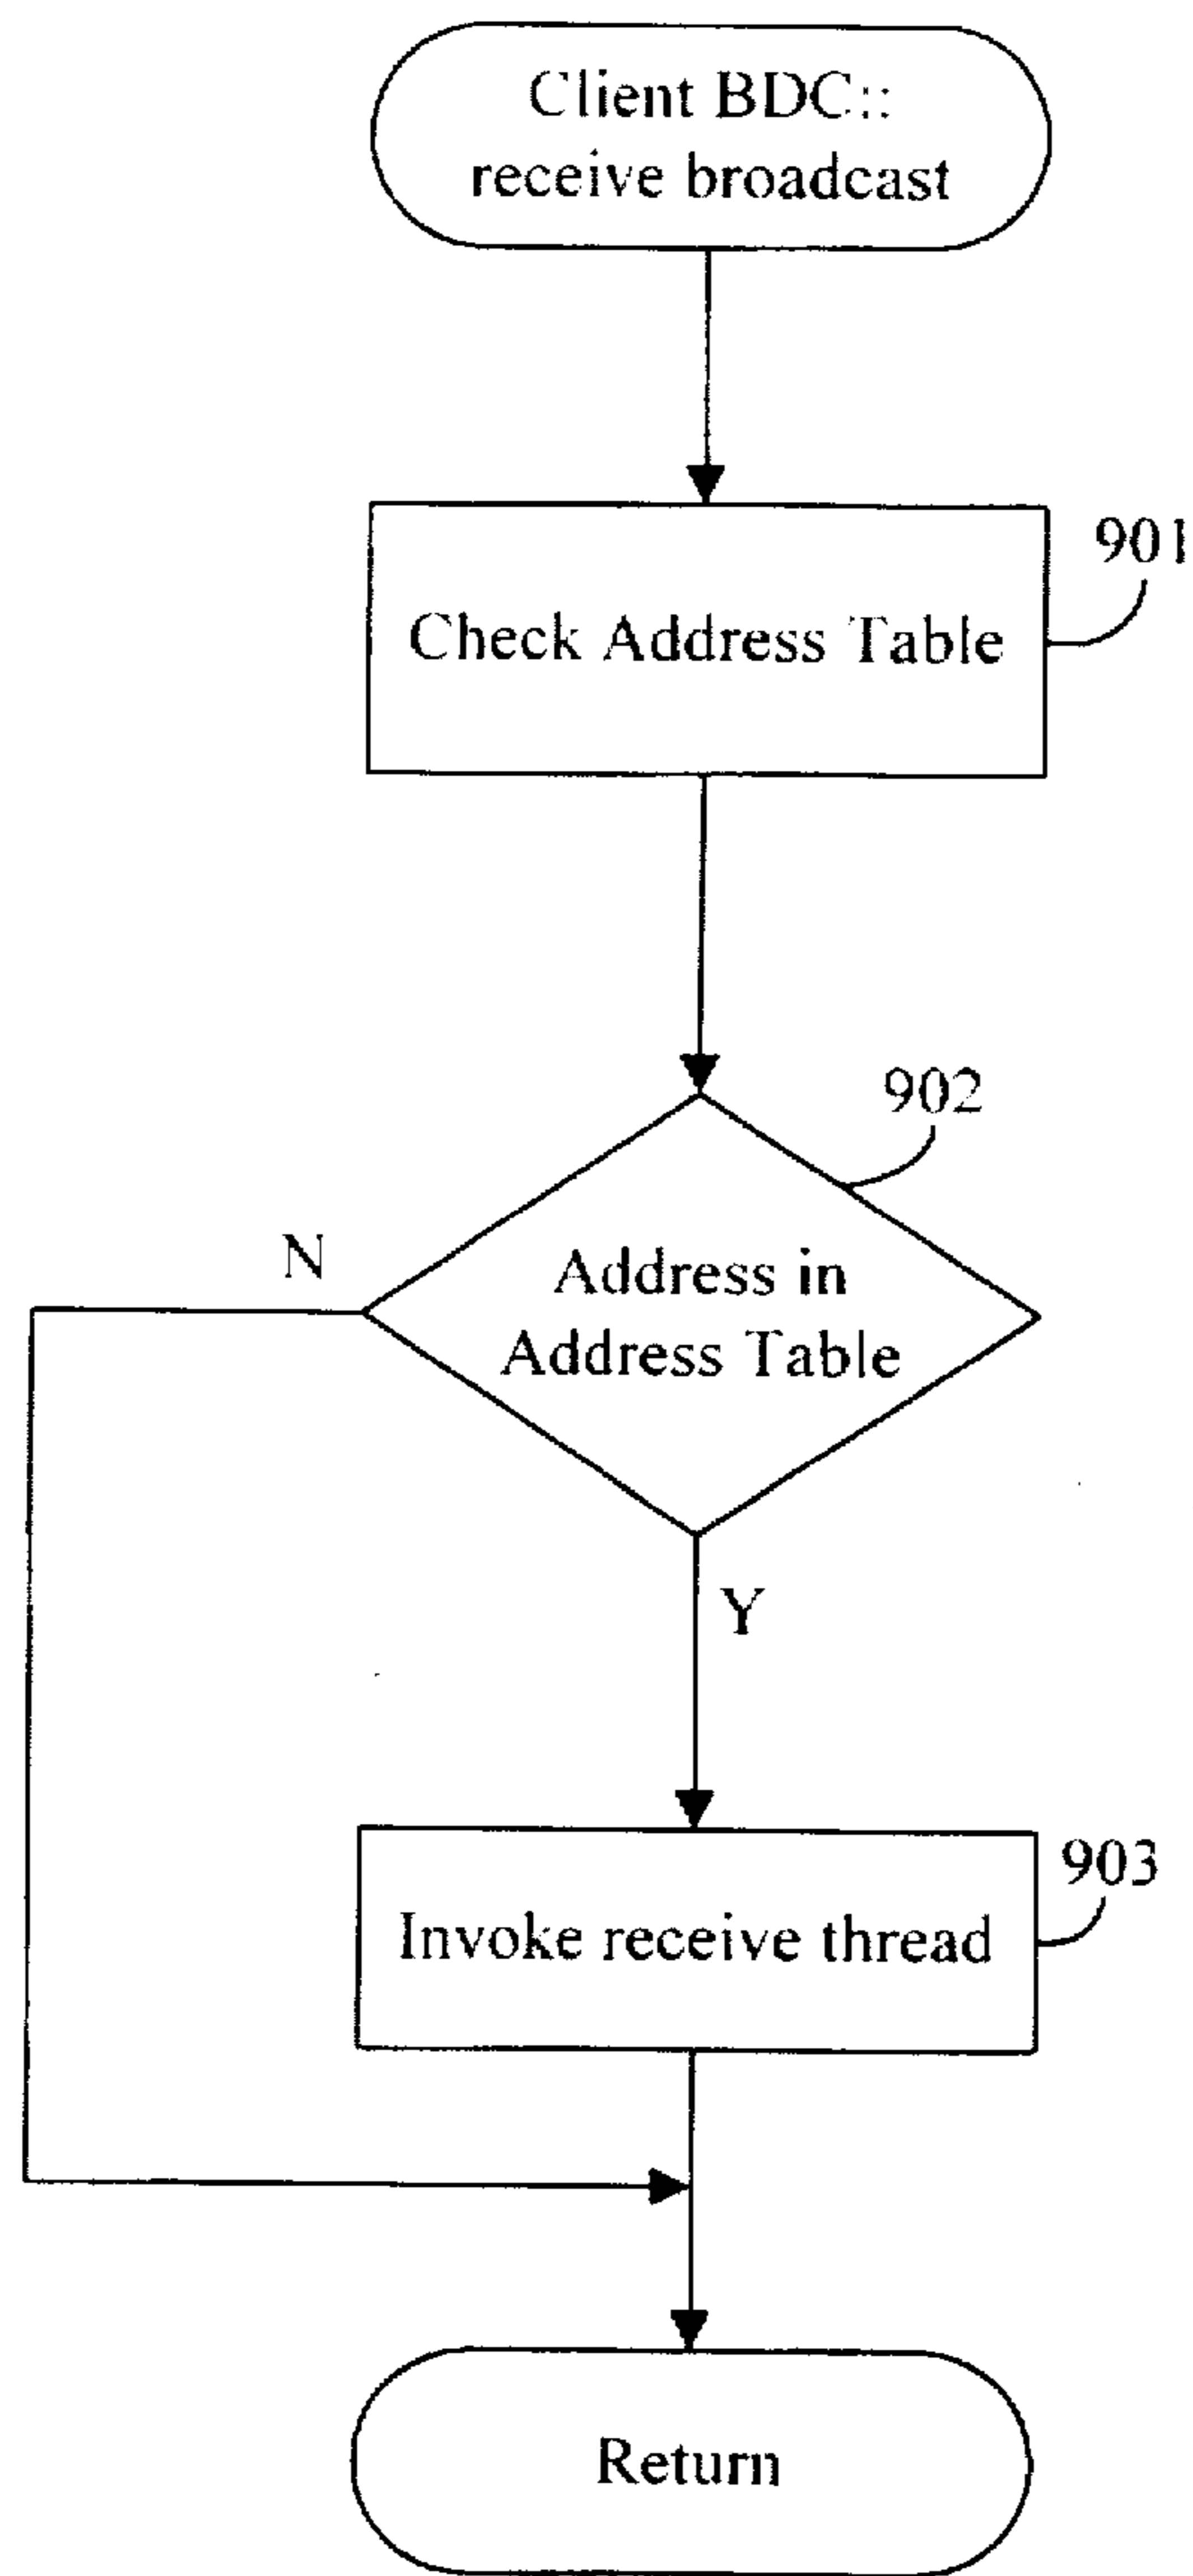 Client BDC::
receive broadcast
901
Check Address Table
902
N
Address in
Address Table
Y
903
Invoke receive thread
Return